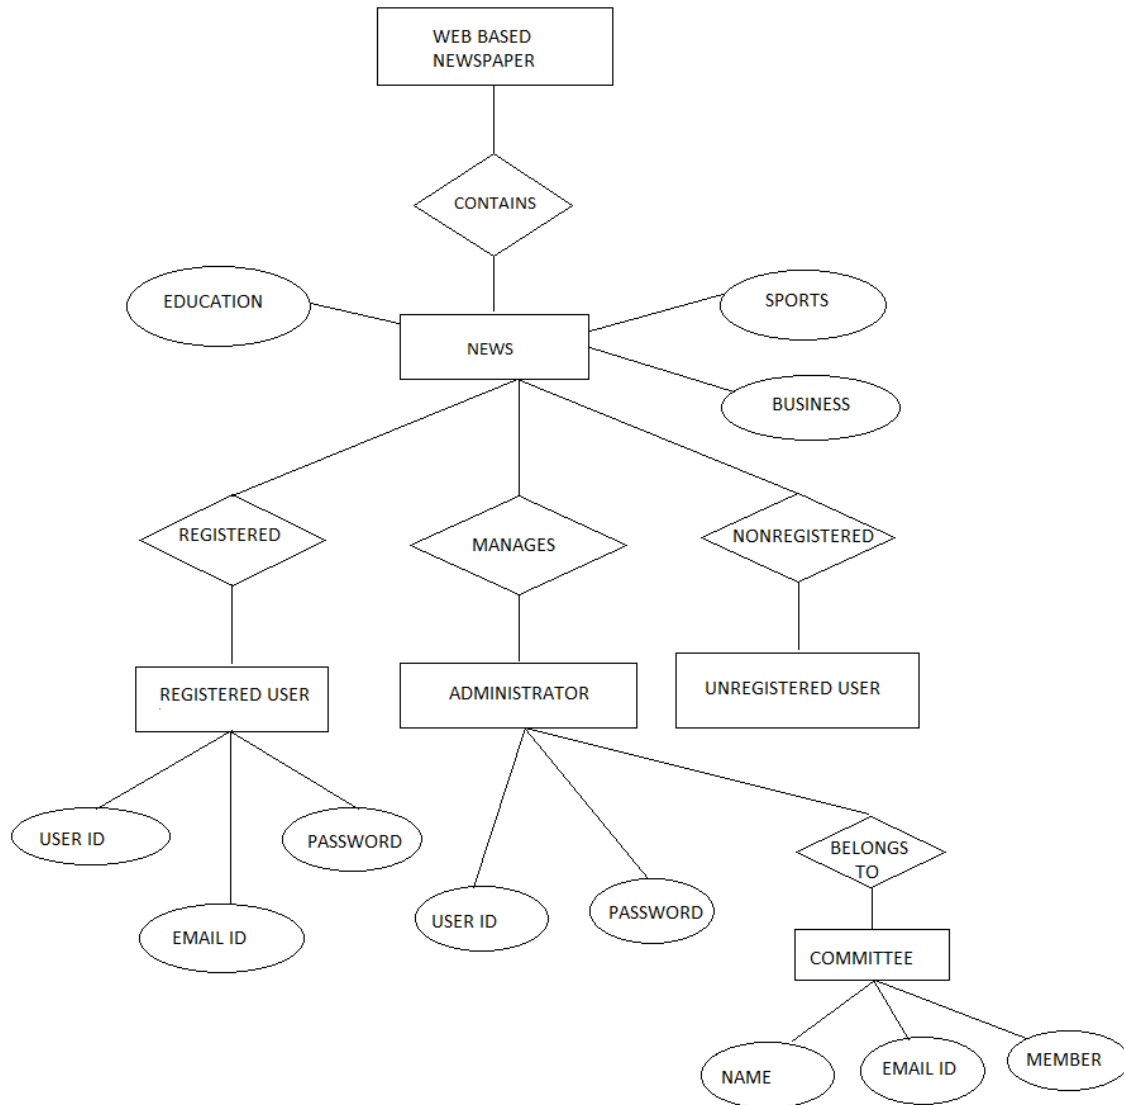 WEB BASED
NEWSPAPER
CONTAINS
EDUCATION
SPORTS
NEWS
BUSINESS
REGISTERED
MANAGES
NONREGISTERED
REGISTERED USER
ADMINISTRATOR
UNREGISTERED USER
USER ID
PASSWORD
BELONGS
TO
EMAIL ID
USER ID
PASSWORD
COMMITTEE
NAME
EMAIL ID
MEMBER